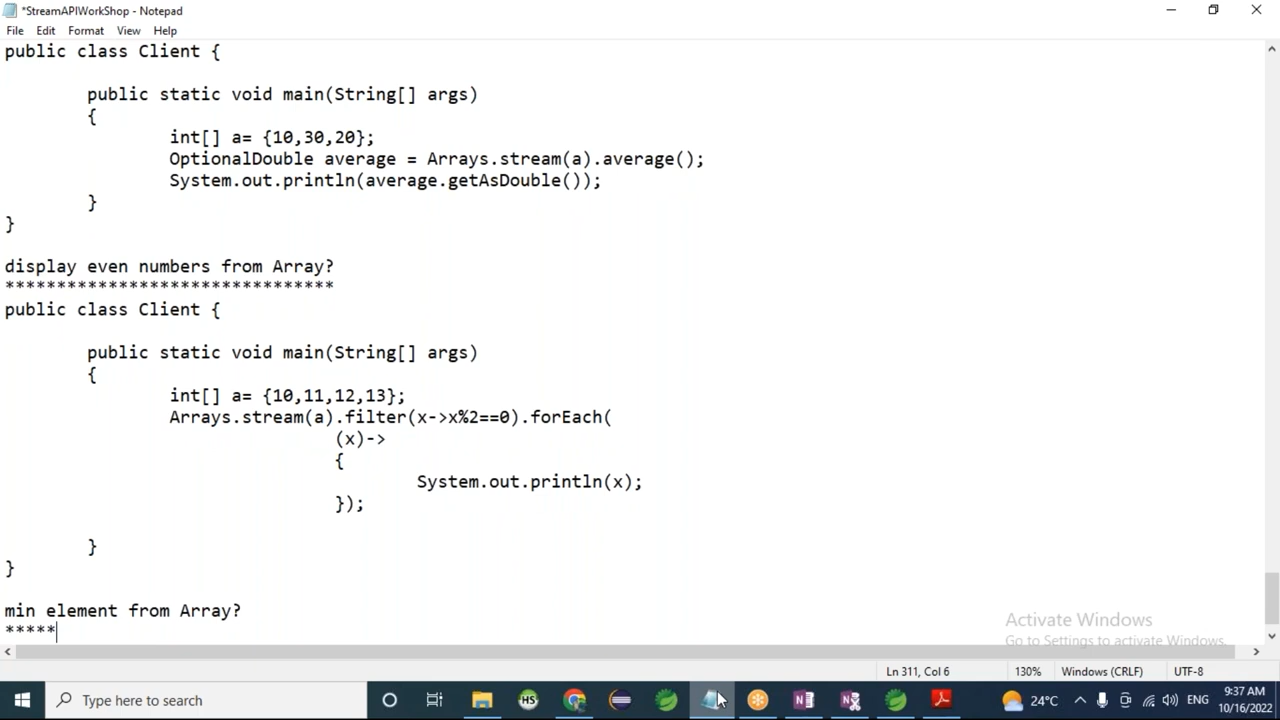 *StreamAPIWorkShop - Notepad
File Edit Format View Help
public class Client {
public static void main(String[] args)
{
int[] a= {10,30,20};
OptionalDouble average = Arrays.stream(a).average();
System.out.println(average.getAsDouble());
}
}
display even numbers from Array?
********************************
public class Client {
public static void main(String[] args)
{
int[] a= {10,11,12,13};
Arrays.stream(a).filter(x->x%2==0).forEach(
(x)->
{
System.out.println(x);
});
}
}
min element from Array?
*****
Activate Windows
Go to Settings to activate Windows.
Ln 311, Col 6 130% Windows (CRLF) UTF-8
Type here to search HS 24°C ENG 9:37 AM
10/16/2022